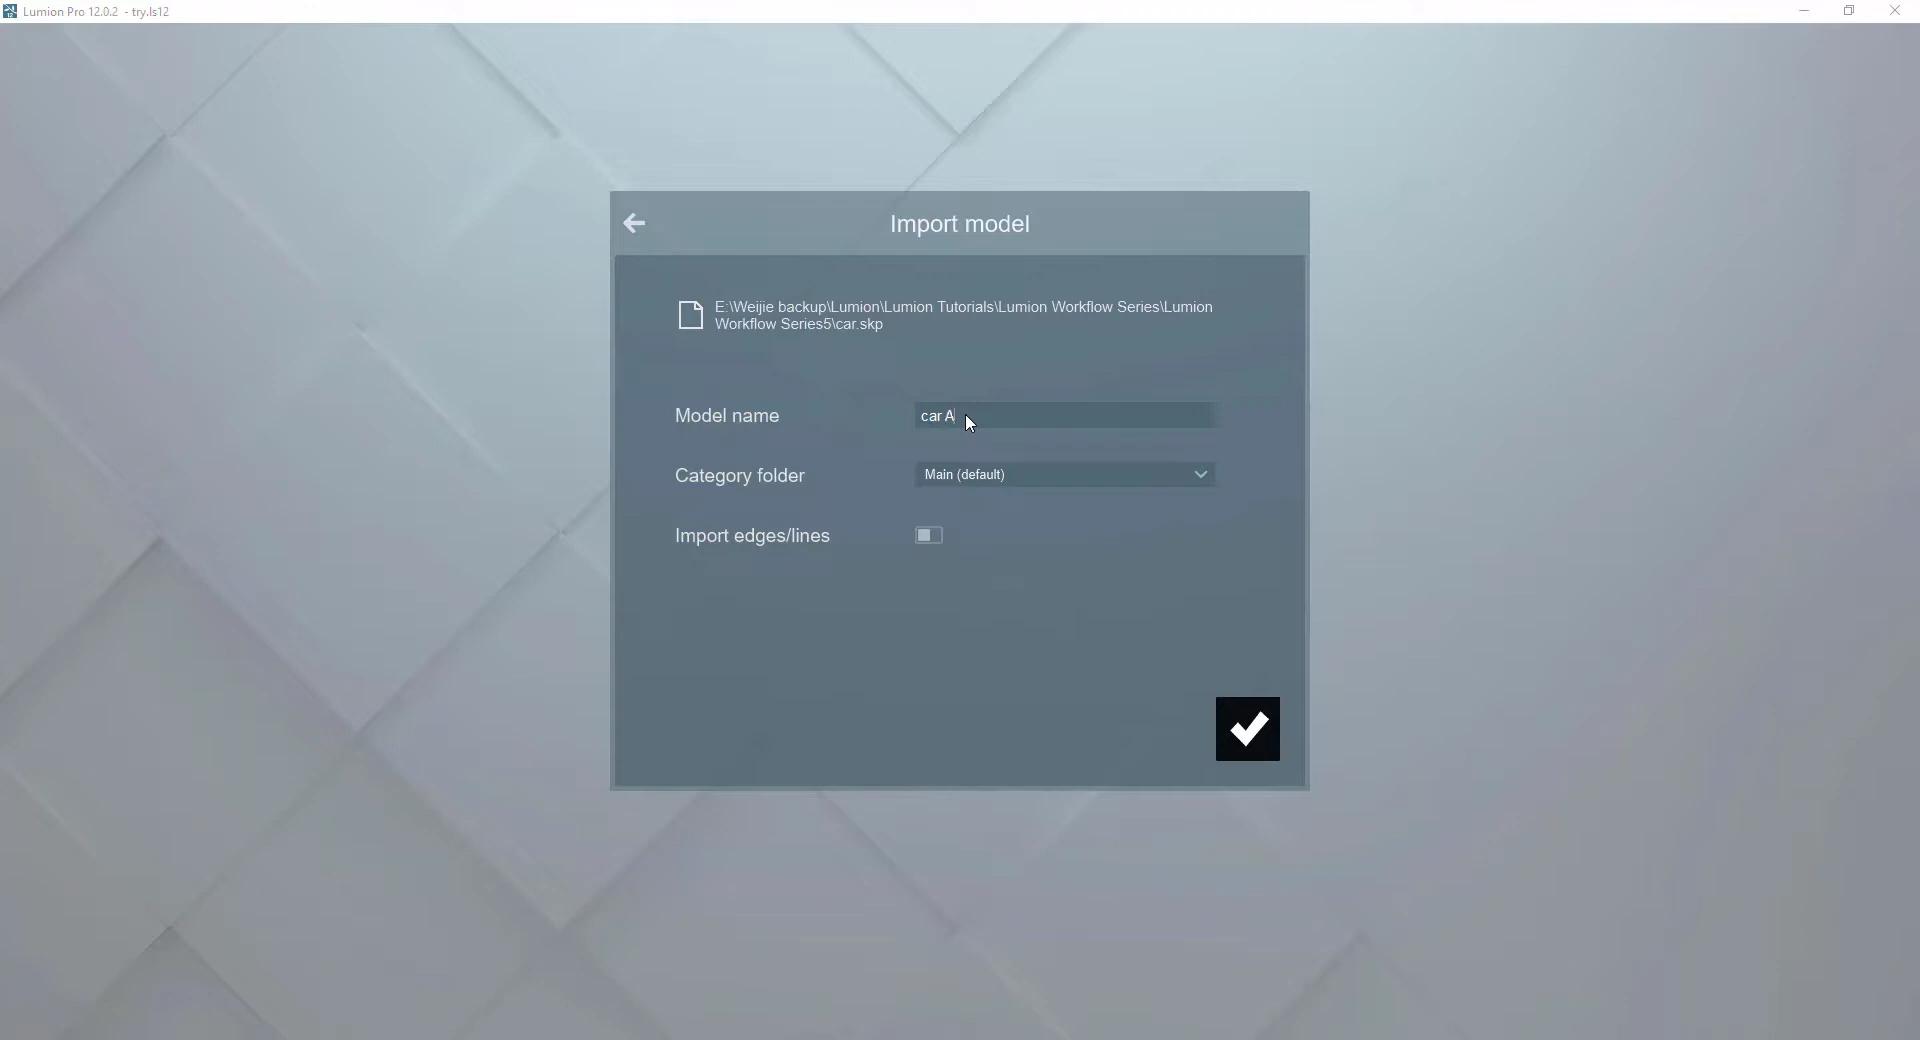 Lumion Pro 12.0.2 - try.ls12
Import model
E:\Weijie backup\Lumion\Lumion Tutorials\Lumion Workflow Series\Lumion
Workflow Series5\car.skp
Model name
car A
Category folder
Main (default)
Import edges/lines